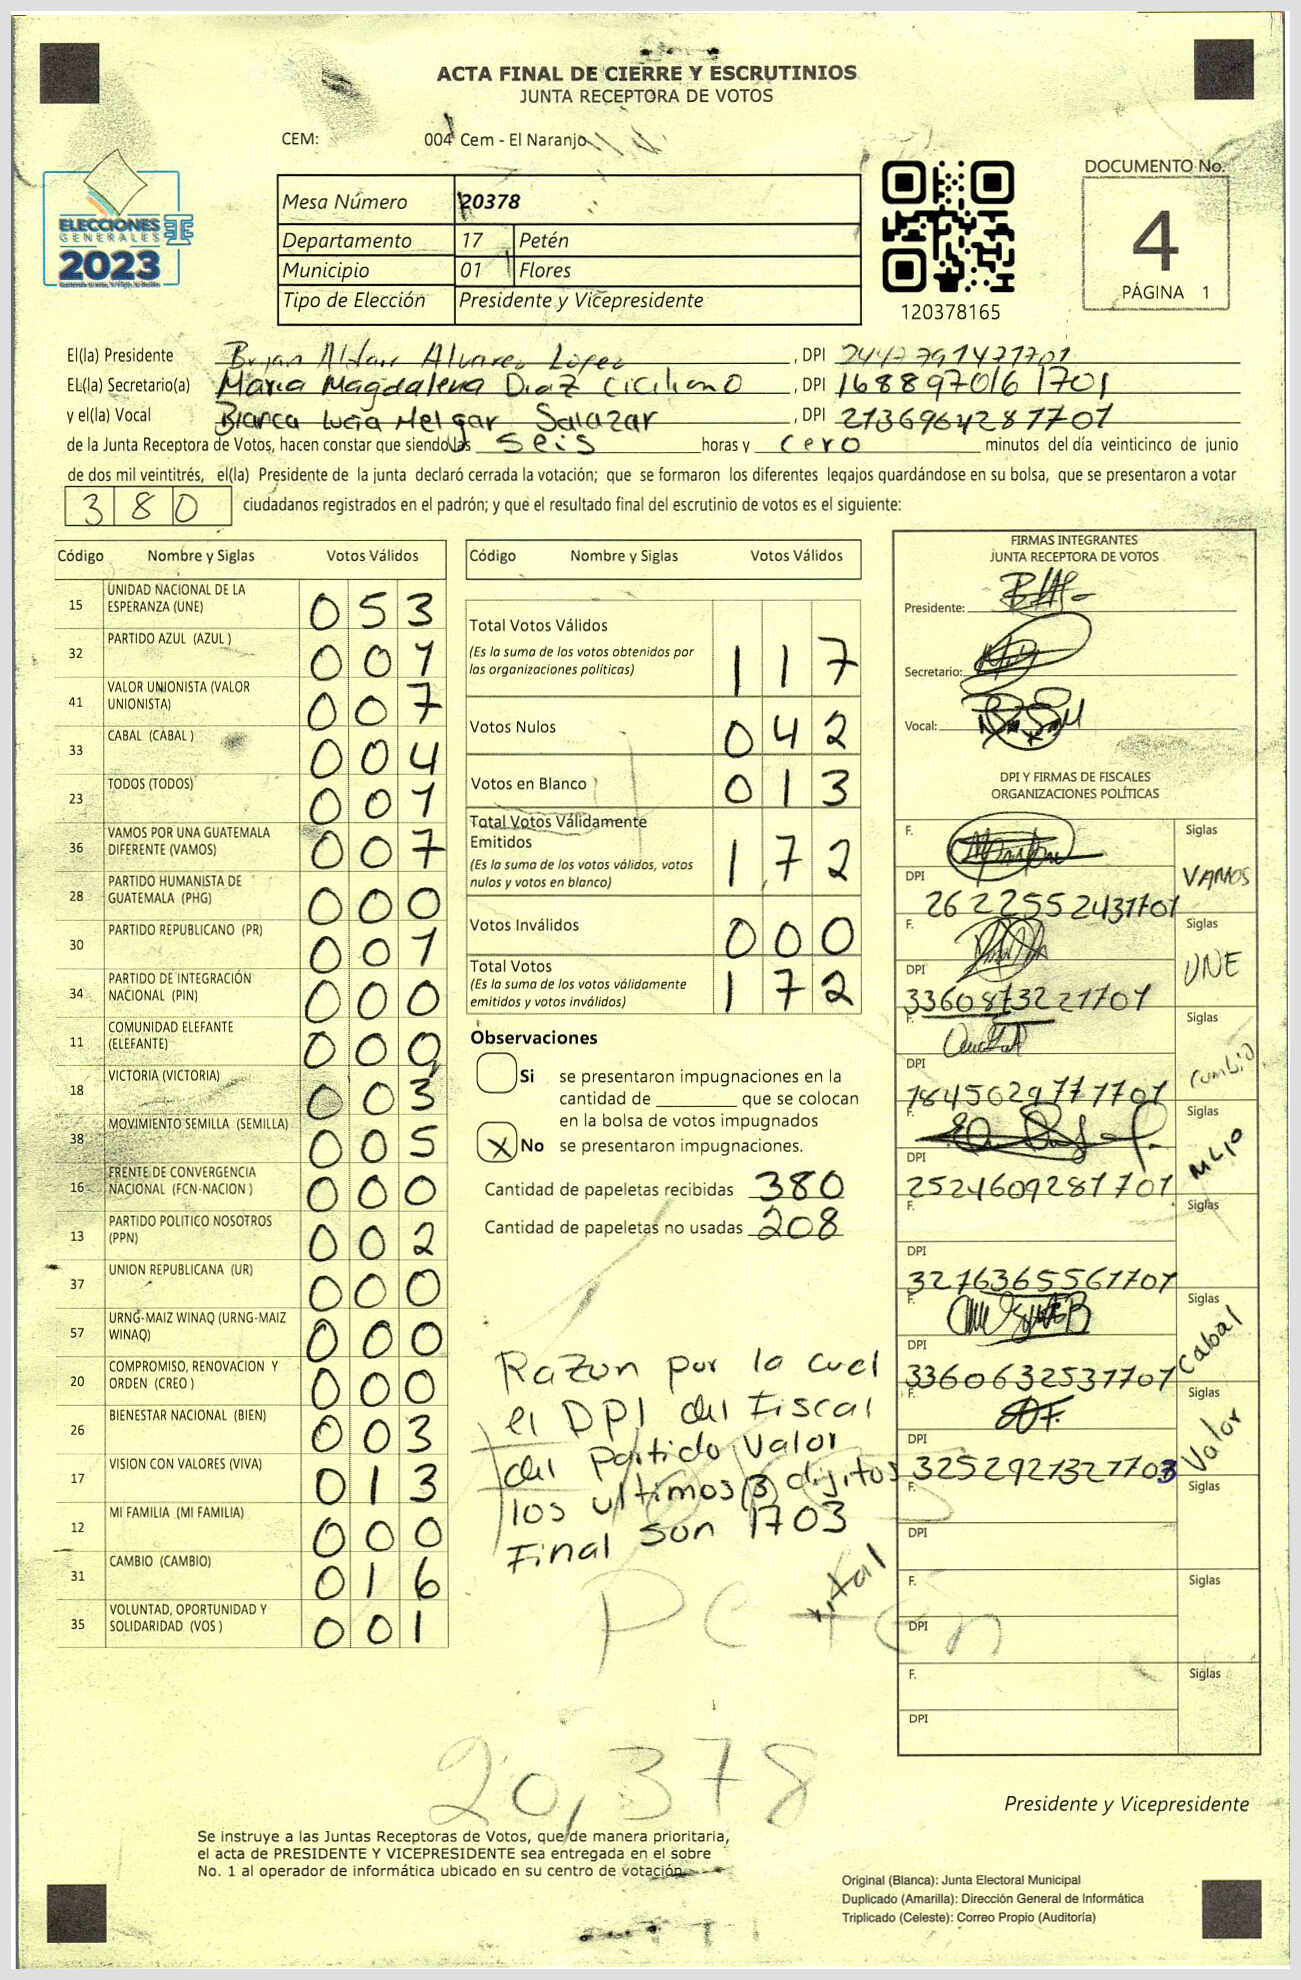 ACTA FINAL DE CIERRE Y ESCRUTINIOS
JUNTA RECEPTORA DE VOTOS
CEM: 004 Cem - El Naranjo
DOCUMENTO No.
4
PÁGINA 1
ELECCIONES
GENERALES
2023
Mesa Número 20378
Departamento 17 Petén
Municipio 01 Flores
Tipo de Elección Presidente y Vicepresidente
120378165
El(la) Presidente Bryan Aldair Alvarez Lopez, DPI
EL(la) Secretario(a) Maria Magdalena Diaz Ciciliano, DPI 168897016 1701
y el(la) Vocal Blanca Lucia Melgar Salazar, DPI 2136964281701
de la Junta Receptora de Votos, hacen constar que siendo las seis horas y cero minutos del día veinticinco de junio
de dos mil veintitrés, el(la) Presidente de la junta declaró cerrada la votación; que se formaron los diferentes legajos quardándose en su bolsa, que se presentaron a votar
380 ciudadanos registrados en el padrón; y que el resultado final del escrutinio de votos es el siguiente:
Código Nombre y Siglas Votos Válidos
15 UNIDAD NACIONAL DE LA ESPERANZA (UNE) 053
32 PARTIDO AZUL (AZUL ) 001
41 VALOR UNIONISTA (VALOR UNIONISTA) 007
33 CABAL (CABAL ) 004
23 TODOS (TODOS) 001
36 VAMOS POR UNA GUATEMALA DIFERENTE (VAMOS) 007
28 PARTIDO HUMANISTA DE GUATEMALA (PHG) 000
30 PARTIDO REPUBLICANO (PR) 001
34 PARTIDO DE INTEGRACIÓN NACIONAL (PIN) 000
11 COMUNIDAD ELEFANTE (ELEFANTE) 000
18 VICTORIA (VICTORIA) 003
38 MOVIMIENTO SEMILLA (SEMILLA) 005
16 FRENTE DE CONVERGENCIA NACIONAL (FCN-NACION ) 000
13 PARTIDO POLITICO NOSOTROS (PPN) 002
37 UNION REPUBLICANA (UR) 000
57 URNG-MAIZ WINAQ (URNG-MAIZ WINAQ) 000
20 COMPROMISO, RENOVACION Y ORDEN (CREO ) 000
26 BIENESTAR NACIONAL (BIEN) 003
17 VISION CON VALORES (VIVA) 013
12 MI FAMILIA (MI FAMILIA) 000
31 CAMBIO (CAMBIO) 016
35 VOLUNTAD, OPORTUNIDAD Y SOLIDARIDAD (VOS ) 001
Código Nombre y Siglas Votos Válidos
Total Votos Válidos 117
(Es la suma de los votos obtenidos por
las organizaciones políticas)
Votos Nulos 042
Votos en Blanco 013
Total Votos Válidamente
Emitidos 172
(Es la suma de los votos válidos, votos
nulos y votos en blanco)
Votos Inválidos 000
Total Votos 172
(Es la suma de los votos válidamente
emitidos y votos inválidos)
Observaciones
Si se presentaron impugnaciones en la
cantidad de ________ que se colocan
en la bolsa de votos impugnados
X No se presentaron impugnaciones.
Cantidad de papeletas recibidas 380
Cantidad de papeletas no usadas 208
Razon por la cual
el DPI del Fiscal
del Partido Valor
los ultimos (3) digitos
Final son 1703
Peten
20,378
FIRMAS INTEGRANTES
JUNTA RECEPTORA DE VOTOS
Presidente:
Secretario:
Vocal:
DPI Y FIRMAS DE FISCALES
ORGANIZACIONES POLÍTICAS
F. Siglas VAMOS
DPI 2622552431701
F. Siglas UNE
DPI 3360873221701
F. Siglas Cambio
DPI 1845029771701
F. Siglas MLP
DPI 2524609281701
F. Siglas
DPI 3276365561701
F. Siglas Cabal
DPI 3360632531701
F. Siglas Valor
DPI 3252921321703
F. Siglas
DPI
F. Siglas
DPI
F. Siglas
DPI
Presidente y Vicepresidente
Se instruye a las Juntas Receptoras de Votos, que de manera prioritaria,
el acta de PRESIDENTE Y VICEPRESIDENTE sea entregada en el sobre
No. 1 al operador de informática ubicado en su centro de votación.
Original (Blanca): Junta Electoral Municipal
Duplicado (Amarilla): Dirección General de Informática
Triplicado (Celeste): Correo Propio (Auditoría)